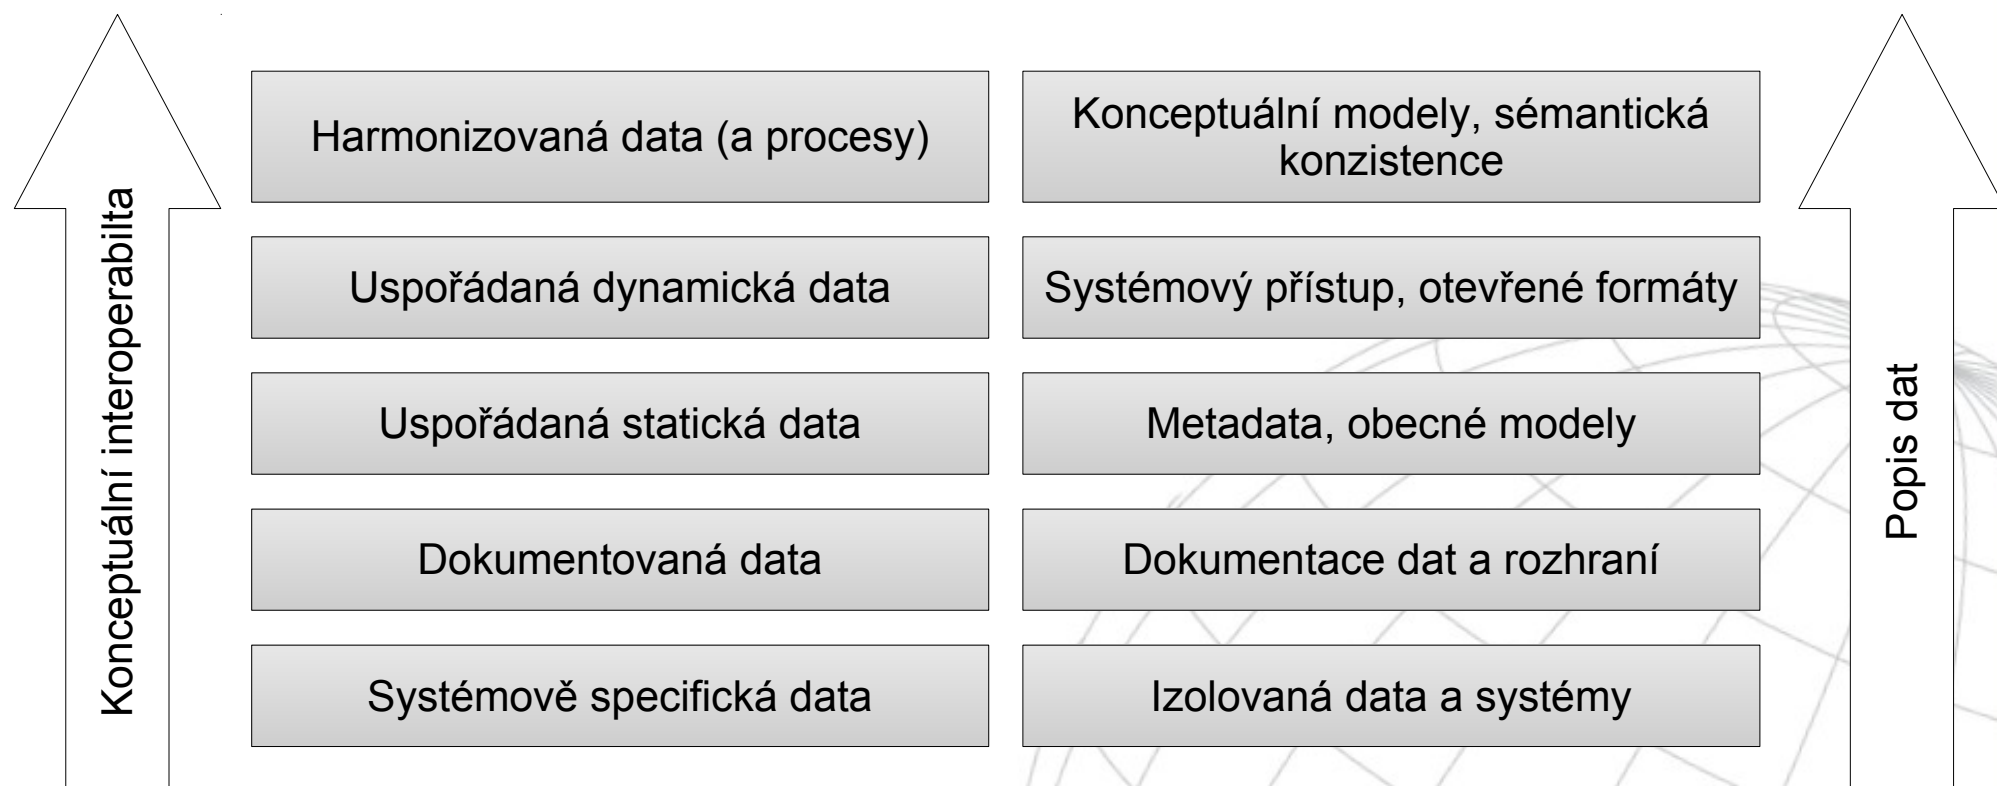 Konceptuální interoperabilta
Harmonizovaná data (a procesy)
Konceptuální modely, sémantická
konzistence
Uspořádaná dynamická data
Systémový přístup, otevřené formáty
Uspořádaná statická data
Metadata, obecné modely
Dokumentovaná data
Dokumentace dat a rozhraní
Systémově specifická data
Izolovaná data a systémy
Popis dat